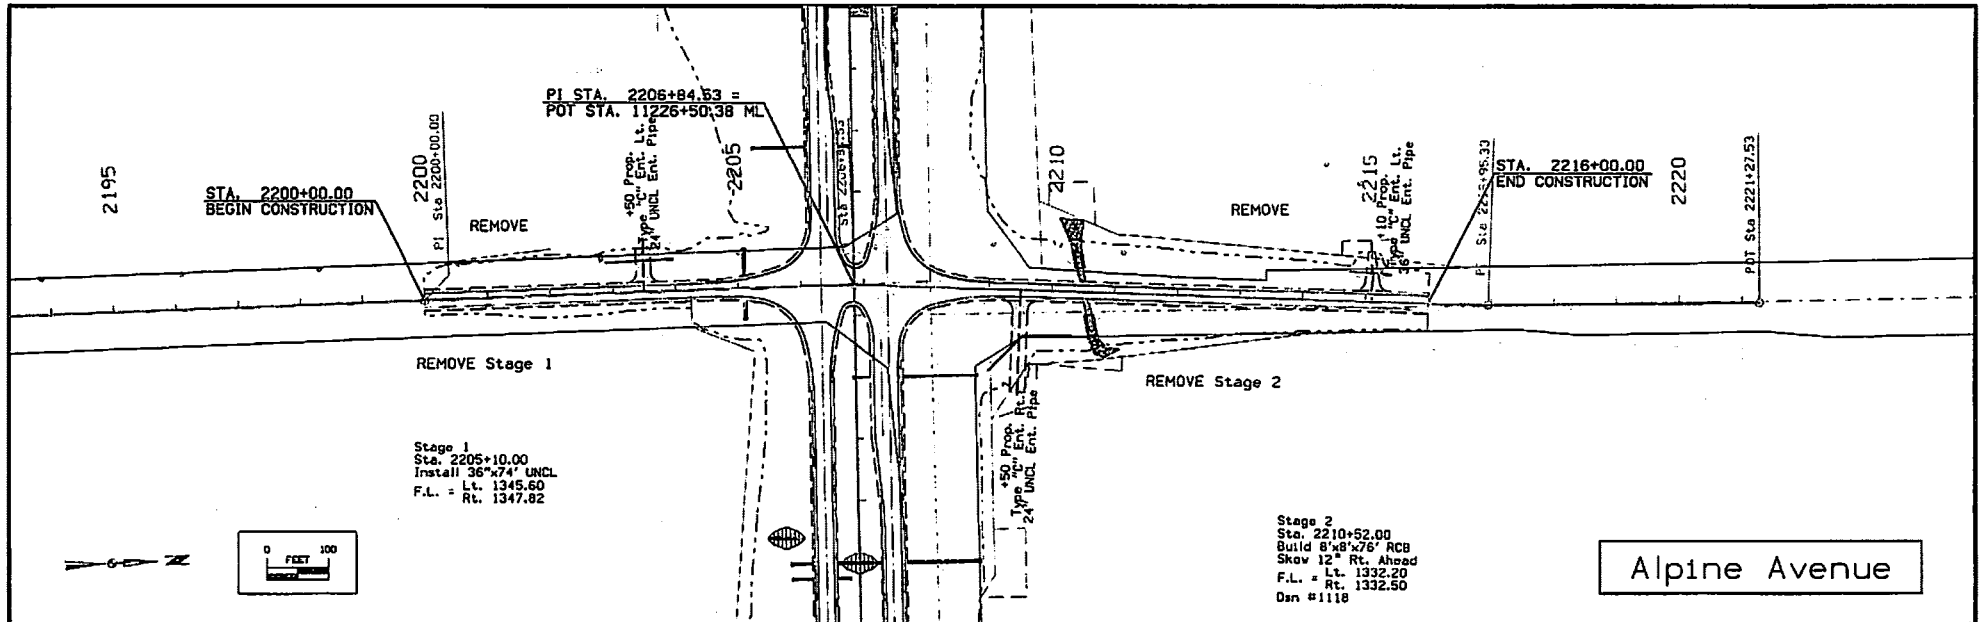 PI STA. 2206+84.53 =
POT STA. 11226+50.38 ML
2195
STA. 2200+00.00
BEGIN CONSTRUCTION
2200
PI Sta 2200+00.00
REMOVE
+50 Prop.
Type "C" Ent. Lt.
24" UNCL Ent. Pipe
2205
Sta 2206+84.53
2210
REMOVE
2215
+10 Prop.
Type "C" Ent. Lt.
36" UNCL Ent. Pipe
STA. 2216+00.00
END CONSTRUCTION
2220
POT Sta 2221+27.53
REMOVE Stage 1
REMOVE Stage 2
+50 Prop.
Type "C" Ent. Rt.
24" UNCL Ent. Pipe
Stage 1
Sta. 2205+10.00
Install 36"x74' UNCL
F.L. = Lt. 1345.60
Rt. 1347.82
0 100
FEET
Stage 2
Sta. 2210+52.00
Build 8'x8'x76' RCB
Skew 12° Rt. Ahead
F.L. = Lt. 1332.20
Rt. 1332.50
Dsn #1118
Alpine Avenue